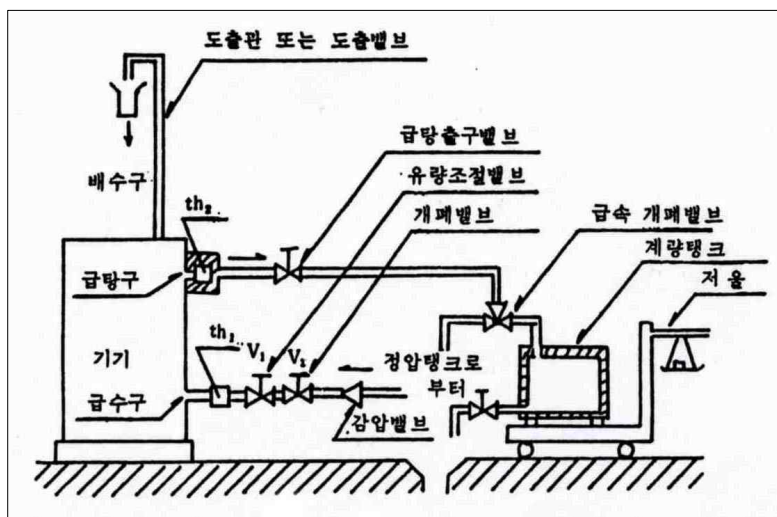 도출관 또는 도출밸브
급탕출구밸브
배수구
유량조절밸브
th₂
개폐밸브
급속 개폐밸브
계량탱크
급탕구
저울
th₁
V₁
V₂
기기
정압탱크로
부터
급수구
감압밸브